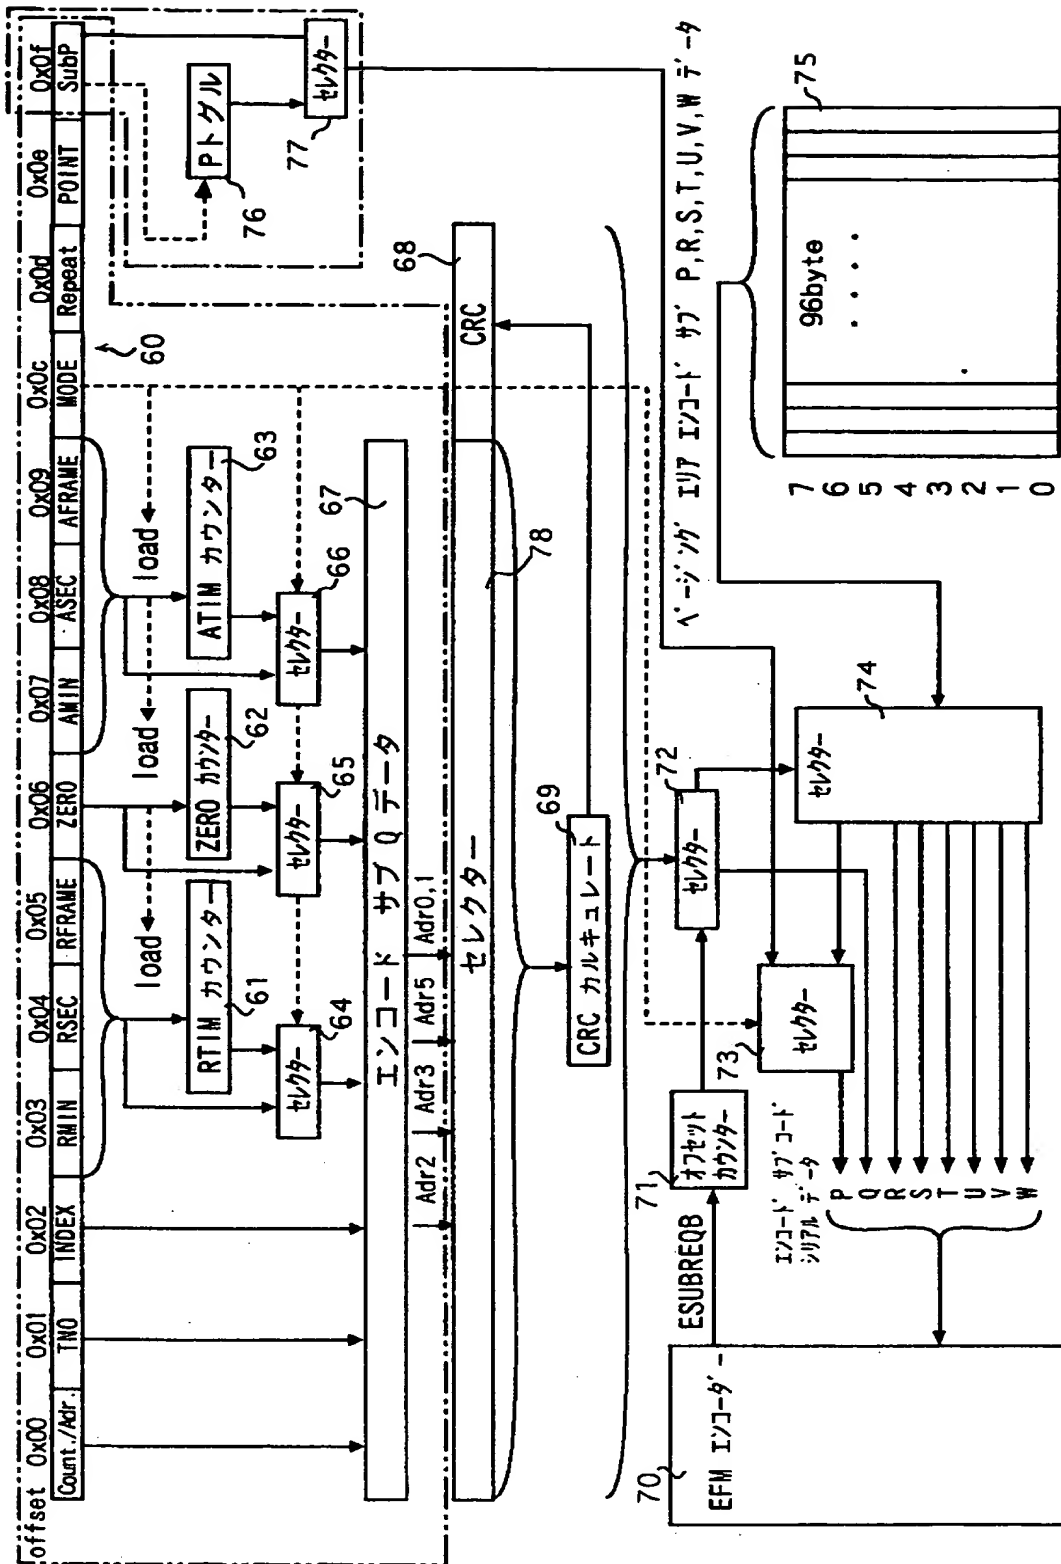 offset 0x00 0x01 0x02 0x03 0x04 0x05 0x06 0x07 0x08 0x09 0x0c 0x0d 0x0e 0x0f
Count./Adr. TNO INDEX RMIN RSEC RFRAME ZERO AMIN ASEC AFRAME MODE Repeat POINT SubP
60
load
load
load
RTIM カウンター
61
ZERO カウンター
62
ATIM カウンター
63
Pトグル
76
セレクター
77
セレクター
64
セレクター
65
セレクター
66
エンコード サブ Q データ
67
Adr2
Adr3
Adr5
Adr0,1
セレクター
78
CRC
68
CRC カルキュレート
69
EFM エンコーダー
70
ESUBREQB
オフセット
カウンター
71
セレクター
72
セレクター
73
セレクター
74
ページング エリア エンコード サブ P,R,S,T,U,V,W データ
エンコード サブコード
シリアル データ
P
Q
R
S
T
U
V
W
7
6
5
4
3
2
1
0
96byte
75